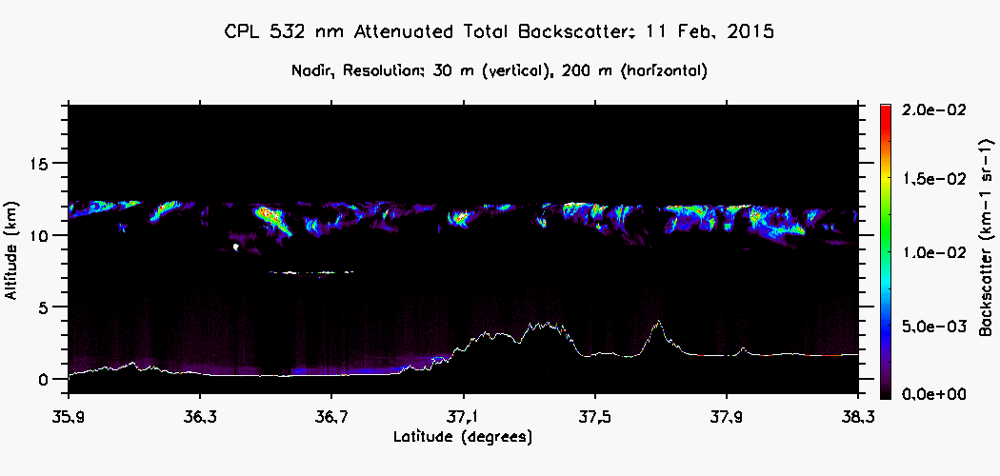 CPL 532 nm Attenuated Total Backscatter: 11 Feb. 2015
Nadir, Resolution: 30 m (vertical), 200 m (horizontal)
15
10
5
0
Altitude (km)
35.9 36.3 36.7 37.1 37.5 37.9 38.3
Latitude (degrees)
2.0e-02
1.5e-02
1.0e-02
5.0e-03
0.0e+00
Backscatter (km-1 sr-1)